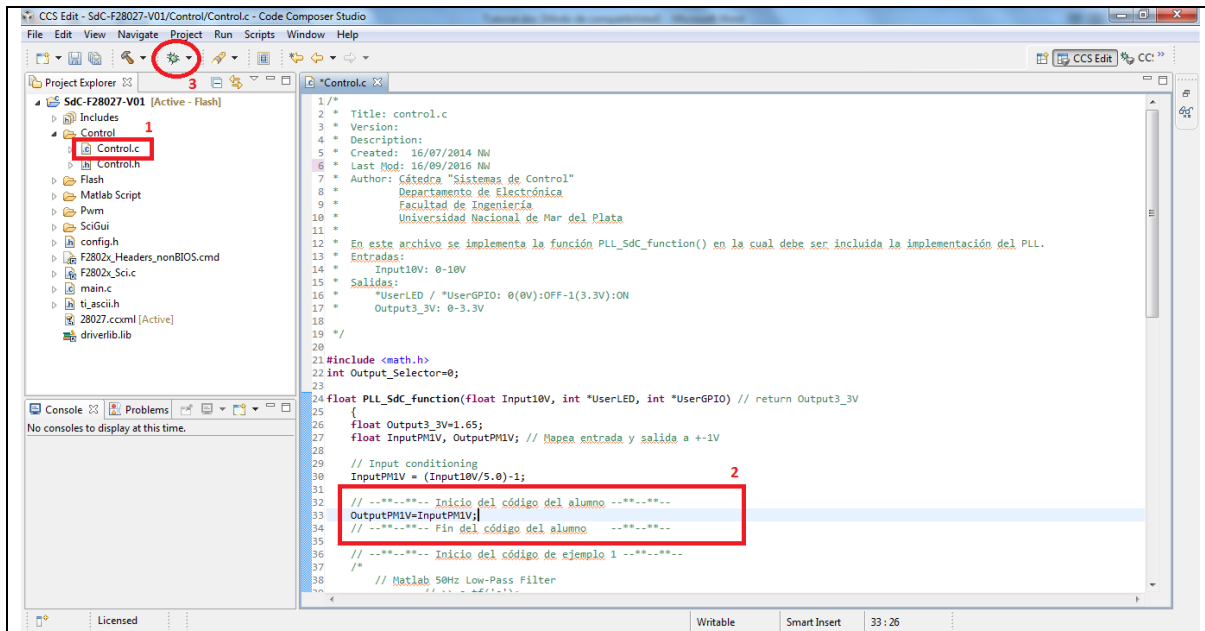 CCS Edit - SdC-F28027-V01/Control/Control.c - Code Composer Studio
File Edit View Navigate Project Run Scripts Window Help
CCS Edit CC: »
3
Project Explorer
SdC-F28027-V01 [Active - Flash]
Includes
1
Control
Control.c
Control.h
Flash
Matlab Script
Pwm
SciGui
config.h
F2802x_Headers_nonBIOS.cmd
F2802x_Sci.c
main.c
ti_ascii.h
28027.ccxml [Active]
driverlib.lib
Console Problems
No consoles to display at this time.
*Control.c
1 /*
2 * Title: control.c
3 * Version:
4 * Description:
5 * Created: 16/07/2014 NW
6 * Last Mod: 16/09/2016 NW
7 * Author: Cátedra "Sistemas de Control"
8 * Departamento de Electrónica
9 * Facultad de Ingeniería
10 * Universidad Nacional de Mar del Plata
11 *
12 * En este archivo se implementa la función PLL_SdC_function() en la cual debe ser incluida la implementación del PLL.
13 * Entradas:
14 * Input10V: 0-10V
15 * Salidas:
16 * *UserLED / *UserGPIO: 0(0V):OFF-1(3.3V):ON
17 * Output3_3V: 0-3.3V
18
19 */
20
21 #include <math.h>
22 int Output_Selector=0;
23
24 float PLL_SdC_function(float Input10V, int *UserLED, int *UserGPIO) // return Output3_3V
25 {
26 float Output3_3V=1.65;
27 float InputPM1V, OutputPM1V; // Mapea entrada y salida a +-1V
28
29 // Input conditioning
30 InputPM1V = (Input10V/5.0)-1;
2
31
32 // --**--**-- Inicio del código del alumno --**--**--
33 OutputPM1V=InputPM1V;
34 // --**--**-- Fin del código del alumno --**--**--
35
36 // --**--**-- Inicio del código de ejemplo 1 --**--**--
37 /*
38 // Matlab 50Hz Low-Pass Filter
Licensed Writable Smart Insert 33 : 26